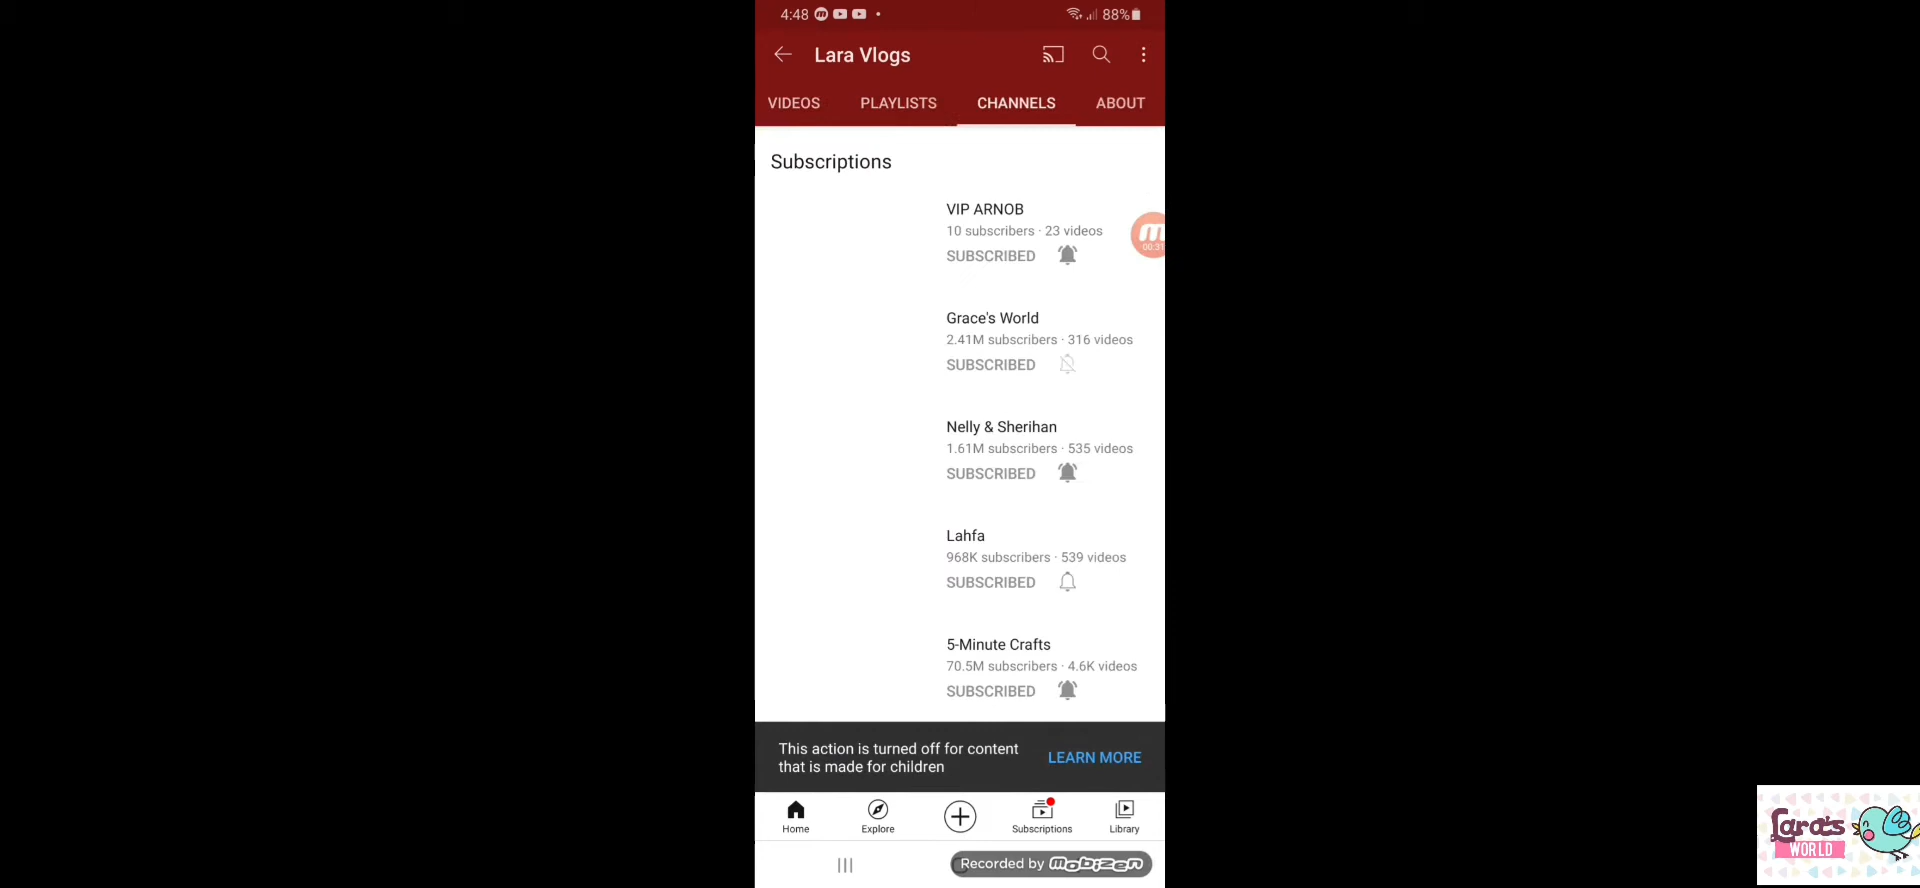 4:48
88%
Lara Vlogs
VIDEOS PLAYLISTS CHANNELS ABOUT
Subscriptions
VIP ARNOB
10 subscribers · 23 videos
SUBSCRIBED
00:31
Grace's World
2.41M subscribers · 316 videos
SUBSCRIBED
Nelly & Sherihan
1.61M subscribers · 535 videos
SUBSCRIBED
Lahfa
968K subscribers · 539 videos
SUBSCRIBED
5-Minute Crafts
70.5M subscribers · 4.6K videos
SUBSCRIBED
This action is turned off for content
that is made for children
LEARN MORE
Home Explore Subscriptions Library
Recorded by mobizen
Lara's
WORLD